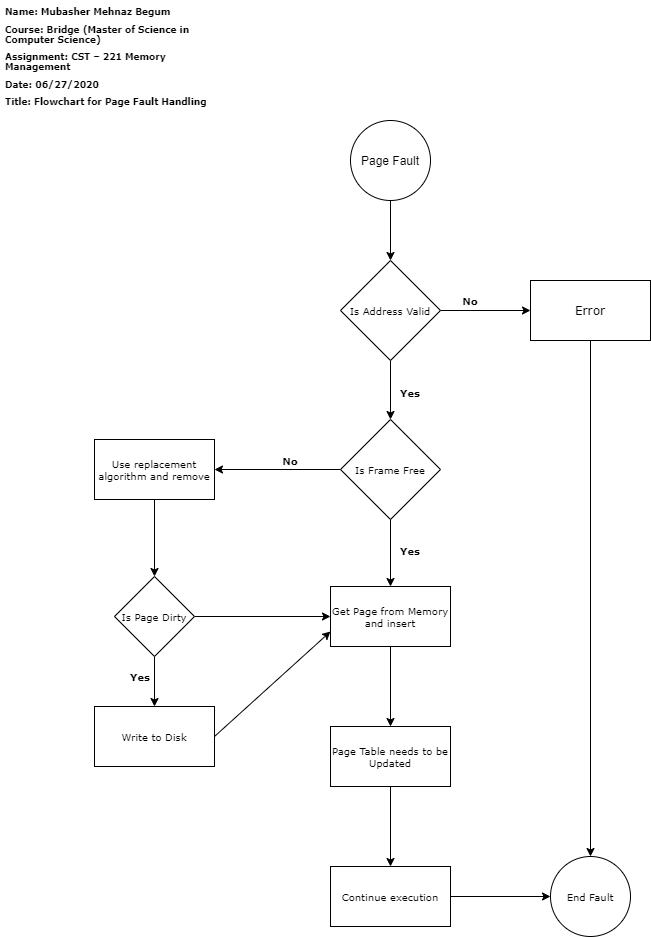 Name: Mubasher Mehnaz Begum
Course: Bridge (Master of Science in
Computer Science)
Assignment: CST – 221 Memory
Management
Date: 06/27/2020
Title: Flowchart for Page Fault Handling
Page Fault
Is Address Valid
No
Error
Yes
Use replacement
algorithm and remove
No
Is Frame Free
Yes
Is Page Dirty
Get Page from Memory
and insert
Yes
Write to Disk
Page Table needs to be
Updated
Continue execution
End Fault